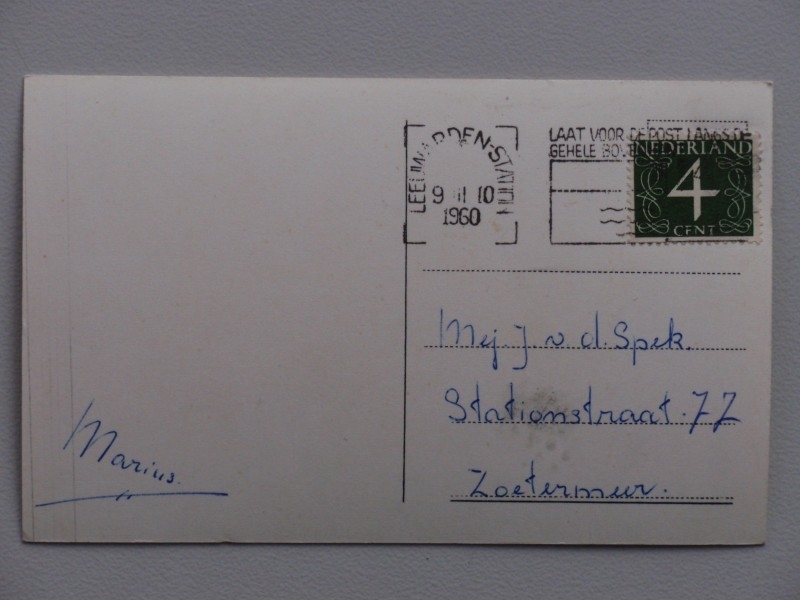 LEEUWARDEN-STATION
9 III 10
1960
LAAT VOOR DE POST LANGS DE
GEHELE
NEDERLAND
4
CENT
Mej. J. v. d. Spek.
Stationstraat. 77
Zoetermeer.
Marius.